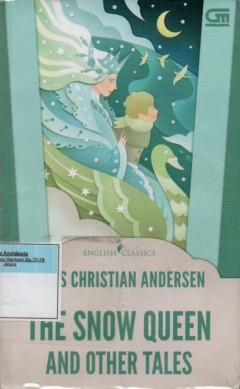 GM
ENGLISH CLASSICS
S CHRISTIAN ANDERSEN
THE SNOW QUEEN
AND OTHER TALES